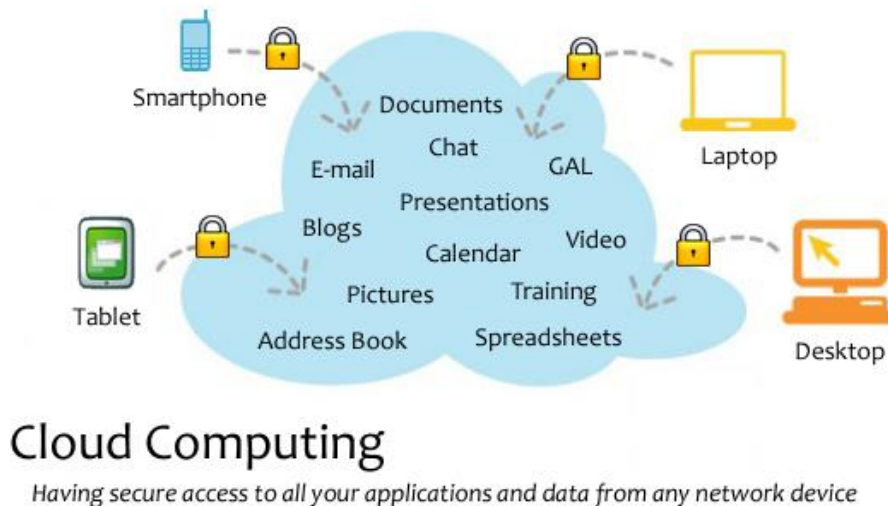 Smartphone
Documents
Chat
E-mail
GAL
Laptop
Presentations
Blogs
Video
Calendar
Tablet
Pictures
Training
Address Book
Spreadsheets
Desktop
Cloud Computing
Having secure access to all your applications and data from any network device